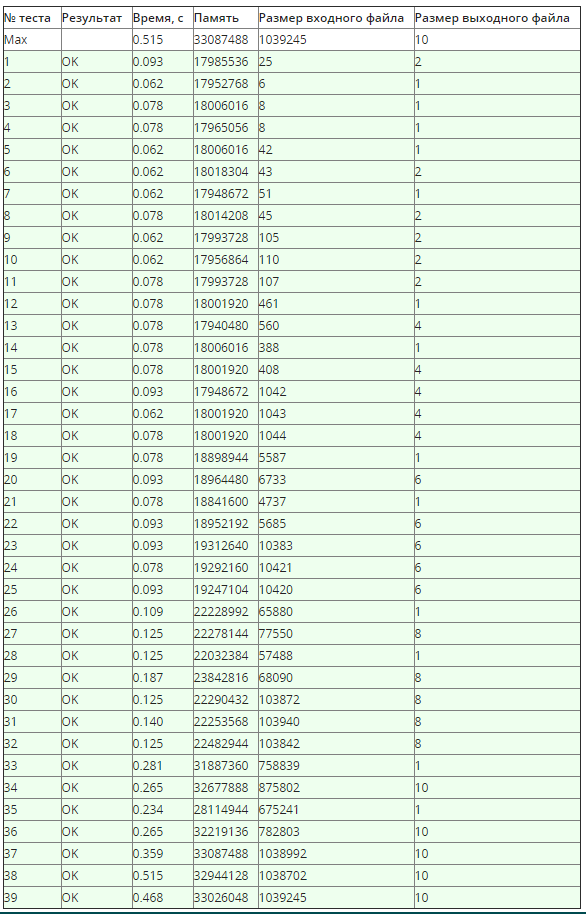 № теста Результат Время, с Память Размер входного файла Размер выходного файла
Max 0.515 33087488 1039245 10
1 OK 0.093 17985536 25 2
2 OK 0.062 17952768 6 1
3 OK 0.078 18006016 8 1
4 OK 0.078 17965056 8 1
5 OK 0.062 18006016 42 1
6 OK 0.062 18018304 43 2
7 OK 0.062 17948672 51 1
8 OK 0.078 18014208 45 2
9 OK 0.062 17993728 105 2
10 OK 0.062 17956864 110 2
11 OK 0.078 17993728 107 2
12 OK 0.078 18001920 461 1
13 OK 0.078 17940480 560 4
14 OK 0.078 18006016 388 1
15 OK 0.078 18001920 408 4
16 OK 0.093 17948672 1042 4
17 OK 0.062 18001920 1043 4
18 OK 0.078 18001920 1044 4
19 OK 0.078 18898944 5587 1
20 OK 0.093 18964480 6733 6
21 OK 0.078 18841600 4737 1
22 OK 0.093 18952192 5685 6
23 OK 0.093 19312640 10383 6
24 OK 0.078 19292160 10421 6
25 OK 0.093 19247104 10420 6
26 OK 0.109 22228992 65880 1
27 OK 0.125 22278144 77550 8
28 OK 0.125 22032384 57488 1
29 OK 0.187 23842816 68090 8
30 OK 0.125 22290432 103872 8
31 OK 0.140 22253568 103940 8
32 OK 0.125 22482944 103842 8
33 OK 0.281 31887360 758839 1
34 OK 0.265 32677888 875802 10
35 OK 0.234 28114944 675241 1
36 OK 0.265 32219136 782803 10
37 OK 0.359 33087488 1038992 10
38 OK 0.515 32944128 1038702 10
39 OK 0.468 33026048 1039245 10